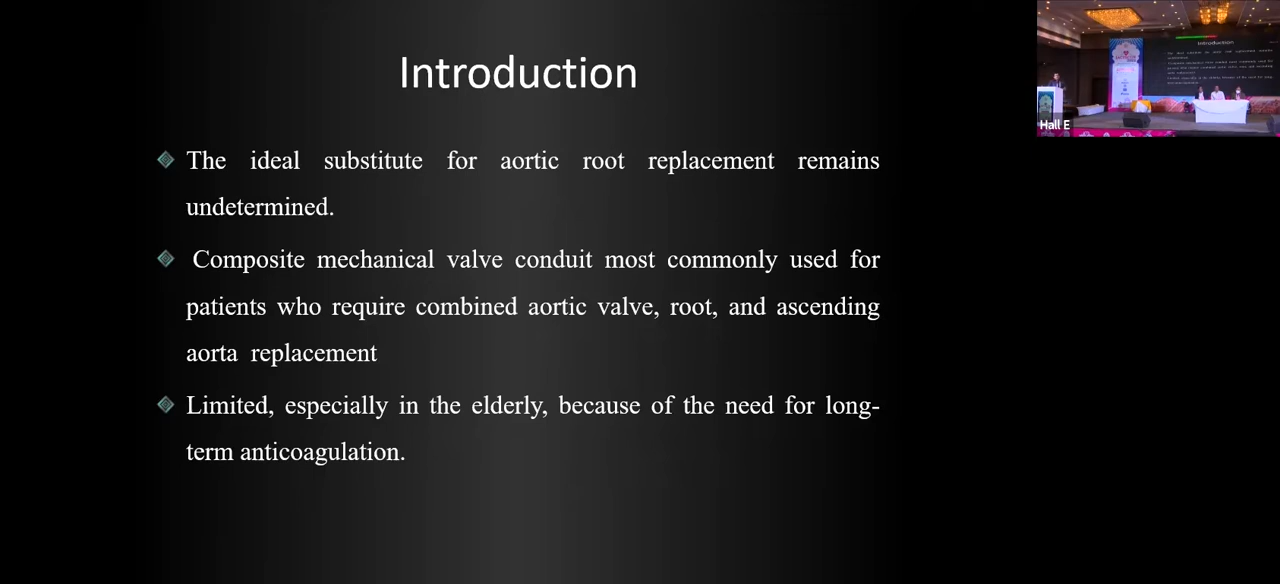 Introduction
The ideal substitute for aortic root replacement remains
undetermined.
Composite mechanical valve conduit most commonly used for
patients who require combined aortic valve, root, and ascending
aorta replacement
Limited, especially in the elderly, because of the need for long-
term anticoagulation.
Hall E
Introduction